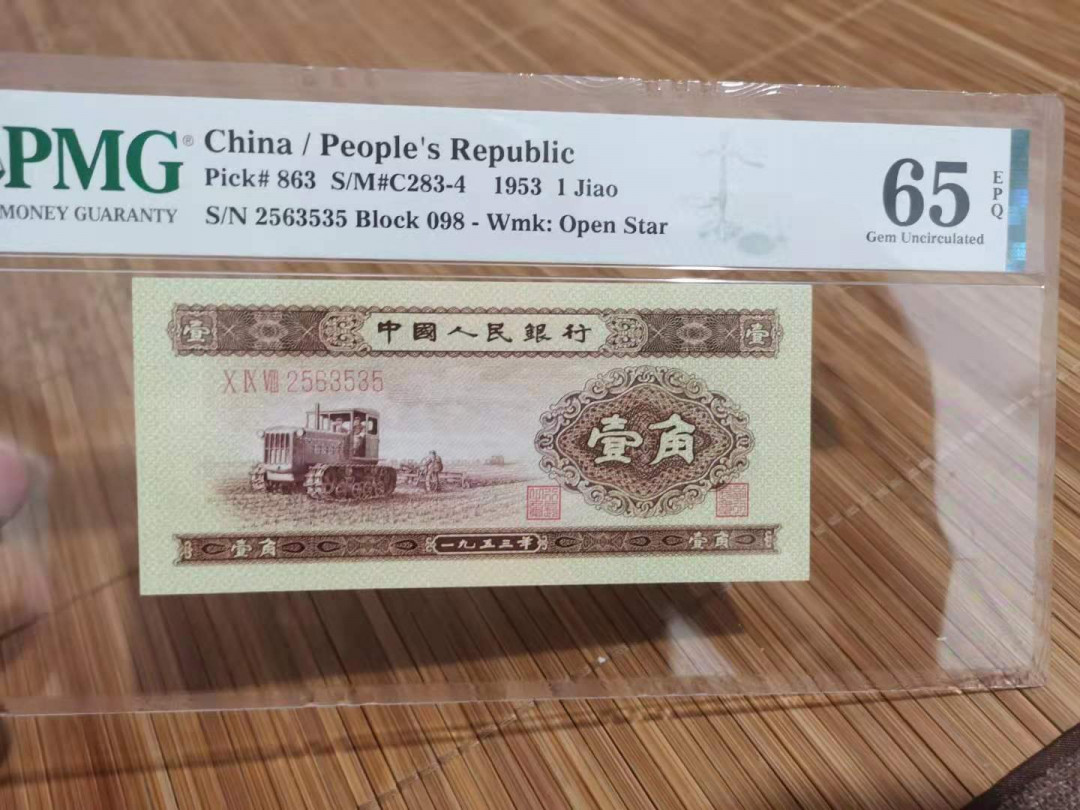 PMG®
MONEY GUARANTY
China / People's Republic
Pick# 863 S/M#C283-4 1953 1 Jiao
S/N 2563535 Block 098 - Wmk: Open Star
65
EPQ
Gem Uncirculated
壹 中國人民銀行 壹
X IX VIII 2563535
壹角
壹角 一九五三年 壹角